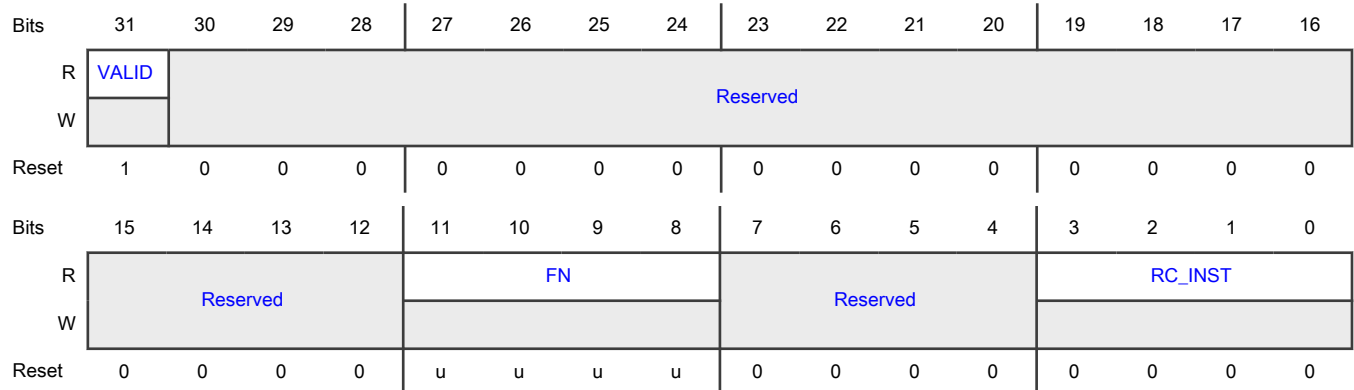 Bits 31 30 29 28 27 26 25 24 23 22 21 20 19 18 17 16
R VALID
Reserved
W
Reset 1 0 0 0 0 0 0 0 0 0 0 0 0 0 0 0
Bits 15 14 13 12 11 10 9 8 7 6 5 4 3 2 1 0
R FN RC_INST
Reserved Reserved
W
Reset 0 0 0 0 u u u u 0 0 0 0 0 0 0 0